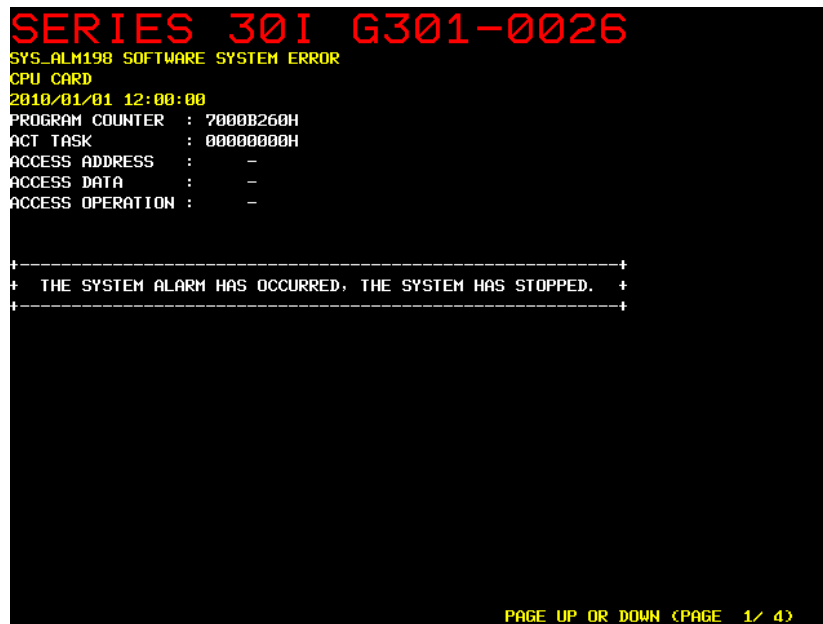 SERIES 30I G301-0026
SYS_ALM198 SOFTWARE SYSTEM ERROR
CPU CARD
2010/01/01 12:00:00
PROGRAM COUNTER : 7000B260H
ACT TASK : 00000000H
ACCESS ADDRESS : -
ACCESS DATA : -
ACCESS OPERATION : -
+----------------------------------------------------------+
+ THE SYSTEM ALARM HAS OCCURRED, THE SYSTEM HAS STOPPED. +
+----------------------------------------------------------+
PAGE UP OR DOWN (PAGE 1/ 4)